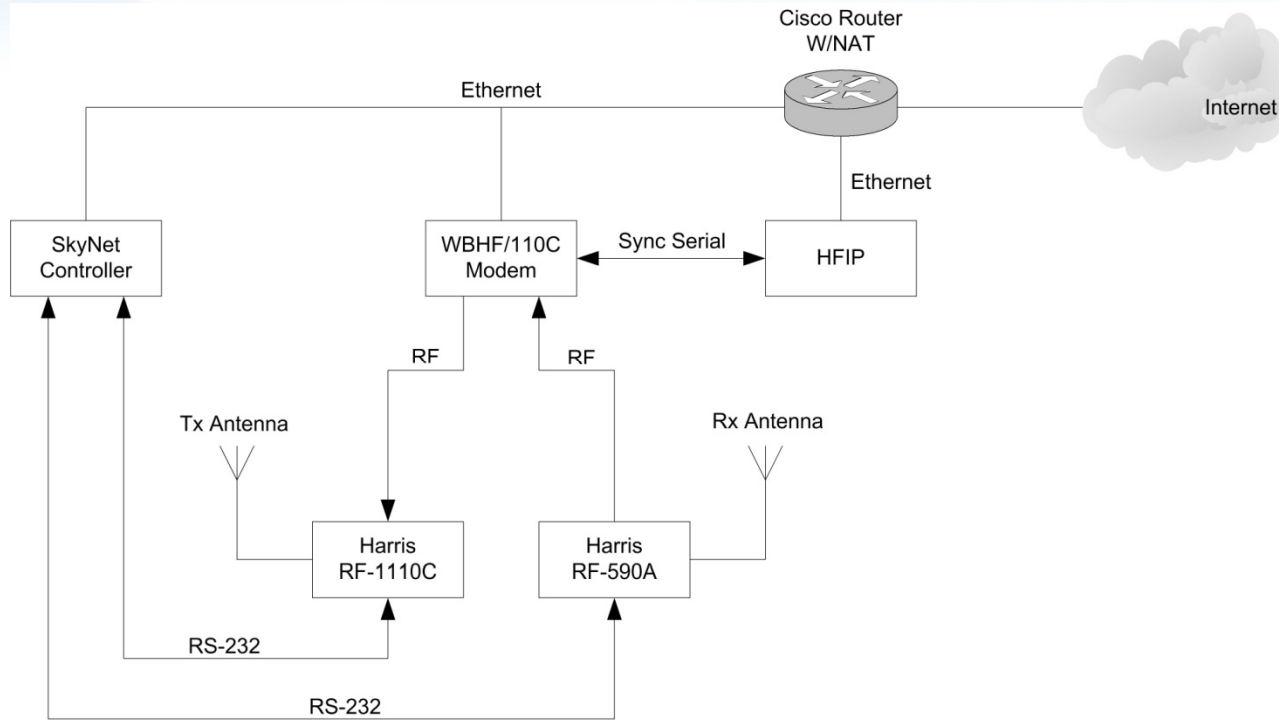 Cisco Router
W/NAT
Ethernet
Internet
Ethernet
SkyNet
Controller
WBHF/110C
Modem
Sync Serial
HFIP
RF
RF
Tx Antenna
Rx Antenna
Harris
RF-1110C
Harris
RF-590A
RS-232
RS-232